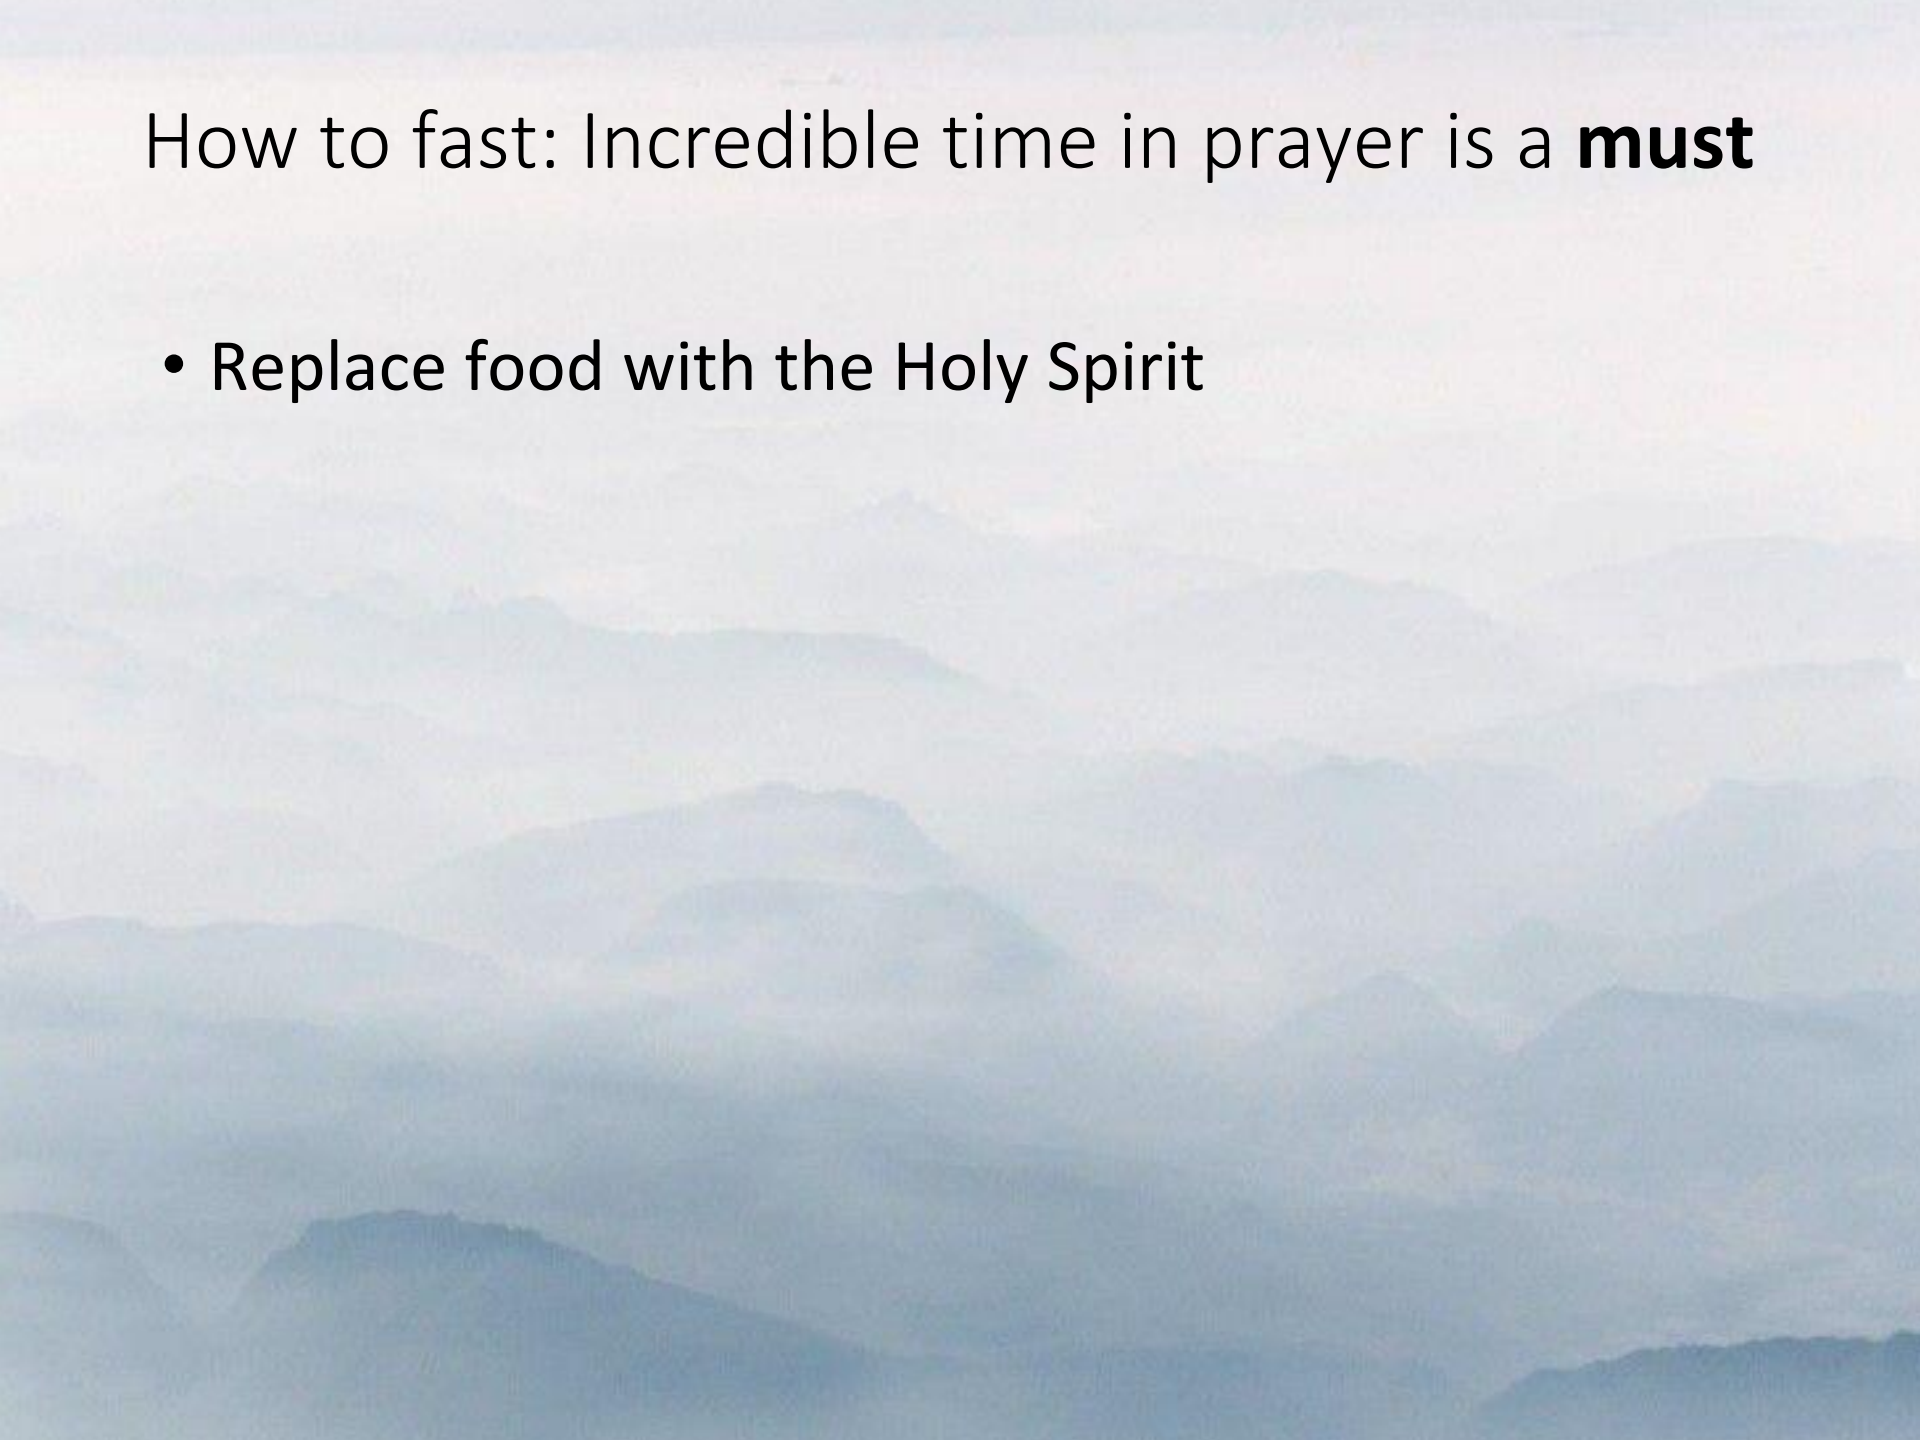 How to fast: Incredible time in prayer is a must
• Replace food with the Holy Spirit